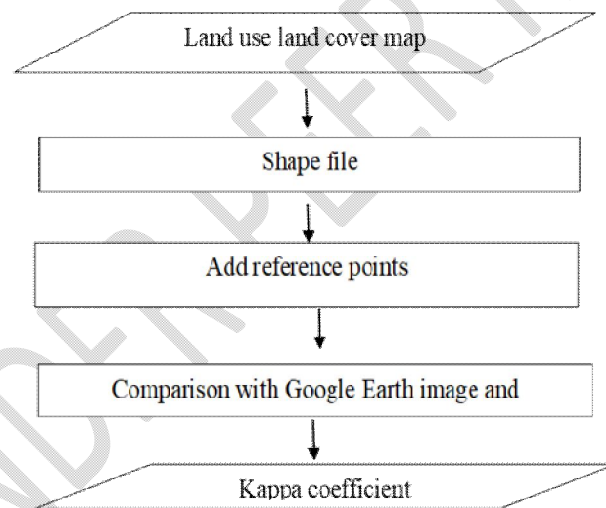 Land use land cover map
Shape file
Add reference points
Comparison with Google Earth image and
Kappa coefficient